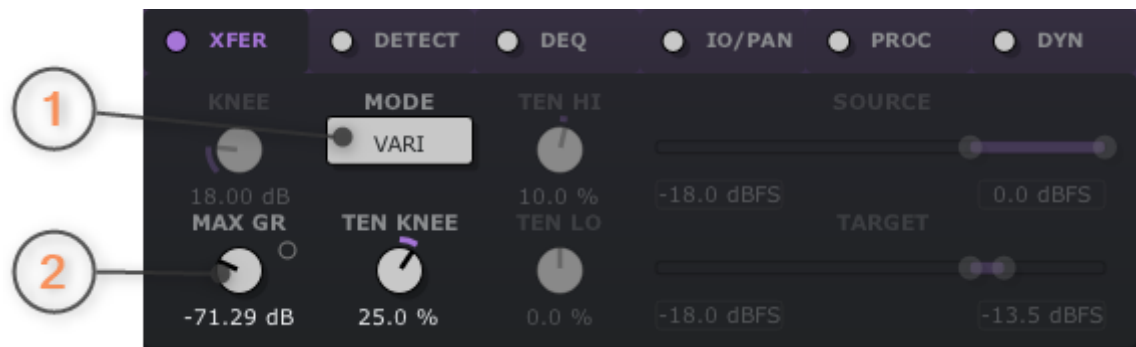 XFER DETECT DEQ IO/PAN PROC DYN
KNEE MODE TEN HI SOURCE
1
VARI
18.00 dB 10.0 % -18.0 dBFS 0.0 dBFS
MAX GR TEN KNEE TEN LO TARGET
2
-71.29 dB 25.0 % 0.0 % -18.0 dBFS -13.5 dBFS